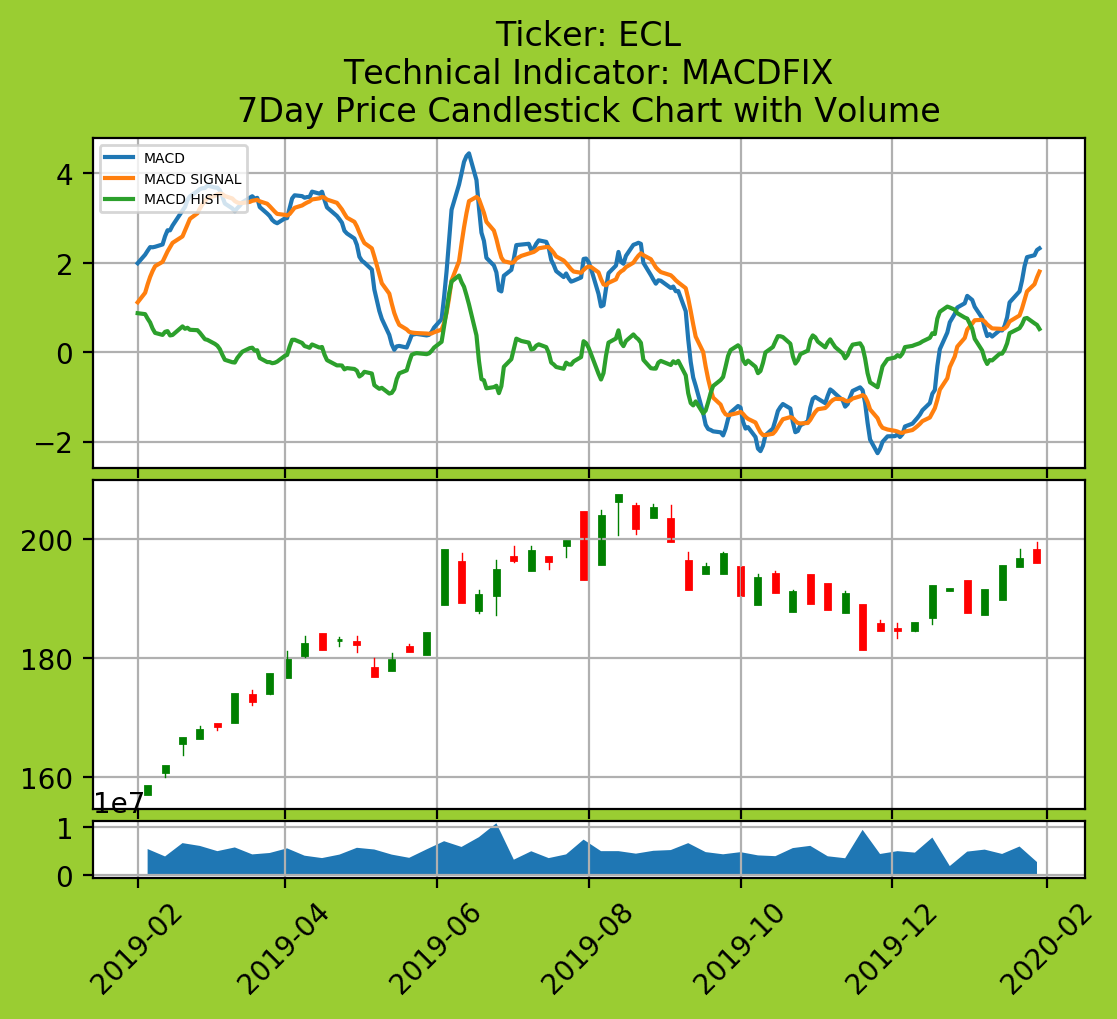 Ticker: ECL
Technical Indicator: MACDFIX
7Day Price Candlestick Chart with Volume
MACD
MACD SIGNAL
MACD HIST
4
2
0
−2
200
180
160
1e7
1
0
2019-02
2019-04
2019-06
2019-08
2019-10
2019-12
2020-02